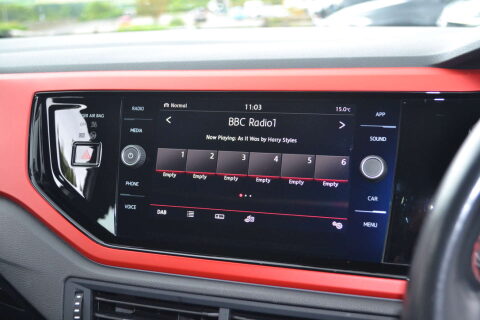 AIR BAG
RADIO
MEDIA
PHONE
VOICE
Normal
11:03
15.0°c
BBC Radio1
Now Playing: As It Was by Harry Styles
1 2 3 4 5 6
Empty Empty Empty Empty Empty Empty
DAB
APP
SOUND
CAR
MENU